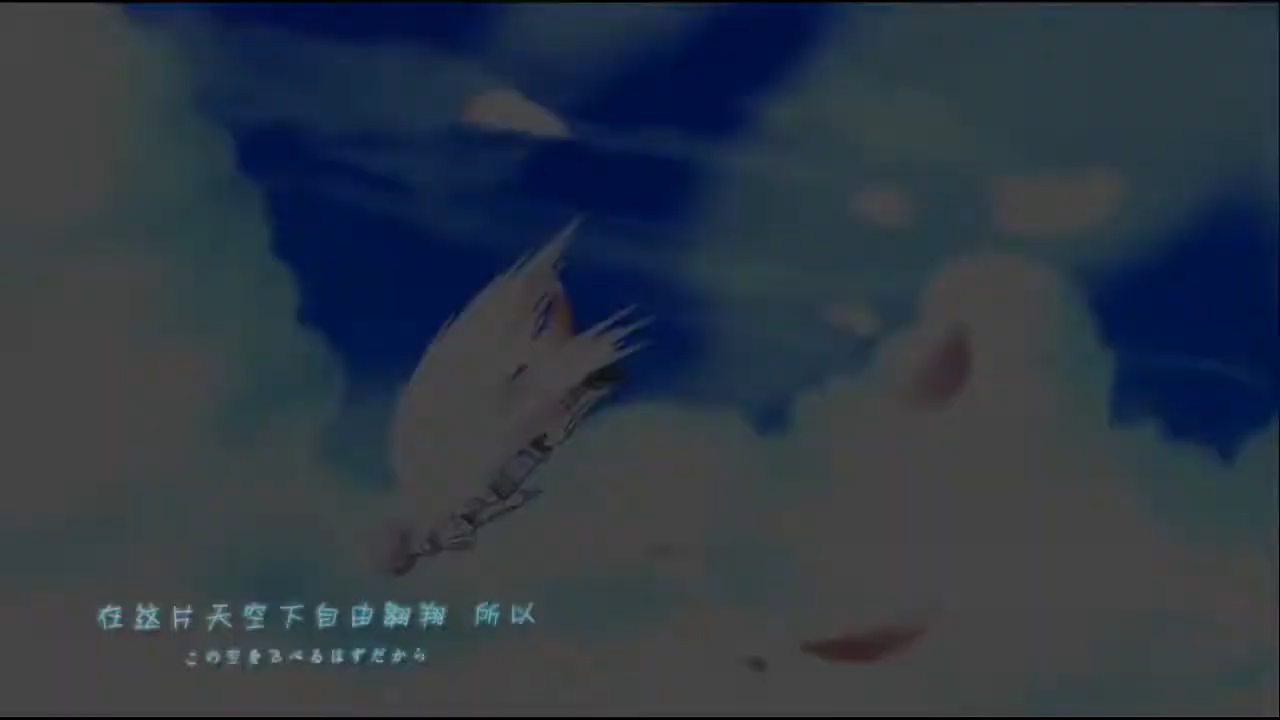 在这片天空下自由翱翔 所以
この空を飞べるはずだから